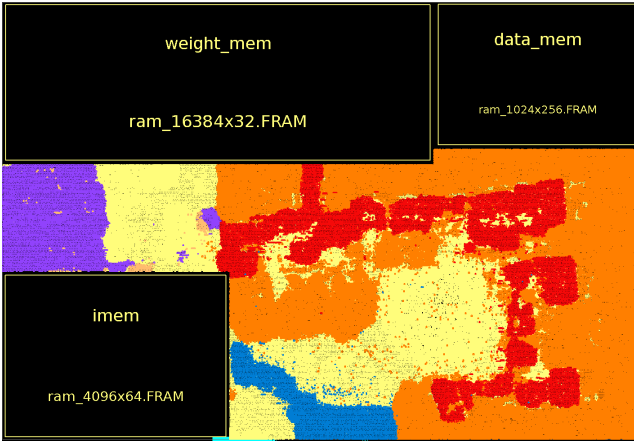 weight_mem
ram_16384x32.FRAM
data_mem
ram_1024x256.FRAM
imem
ram_4096x64.FRAM